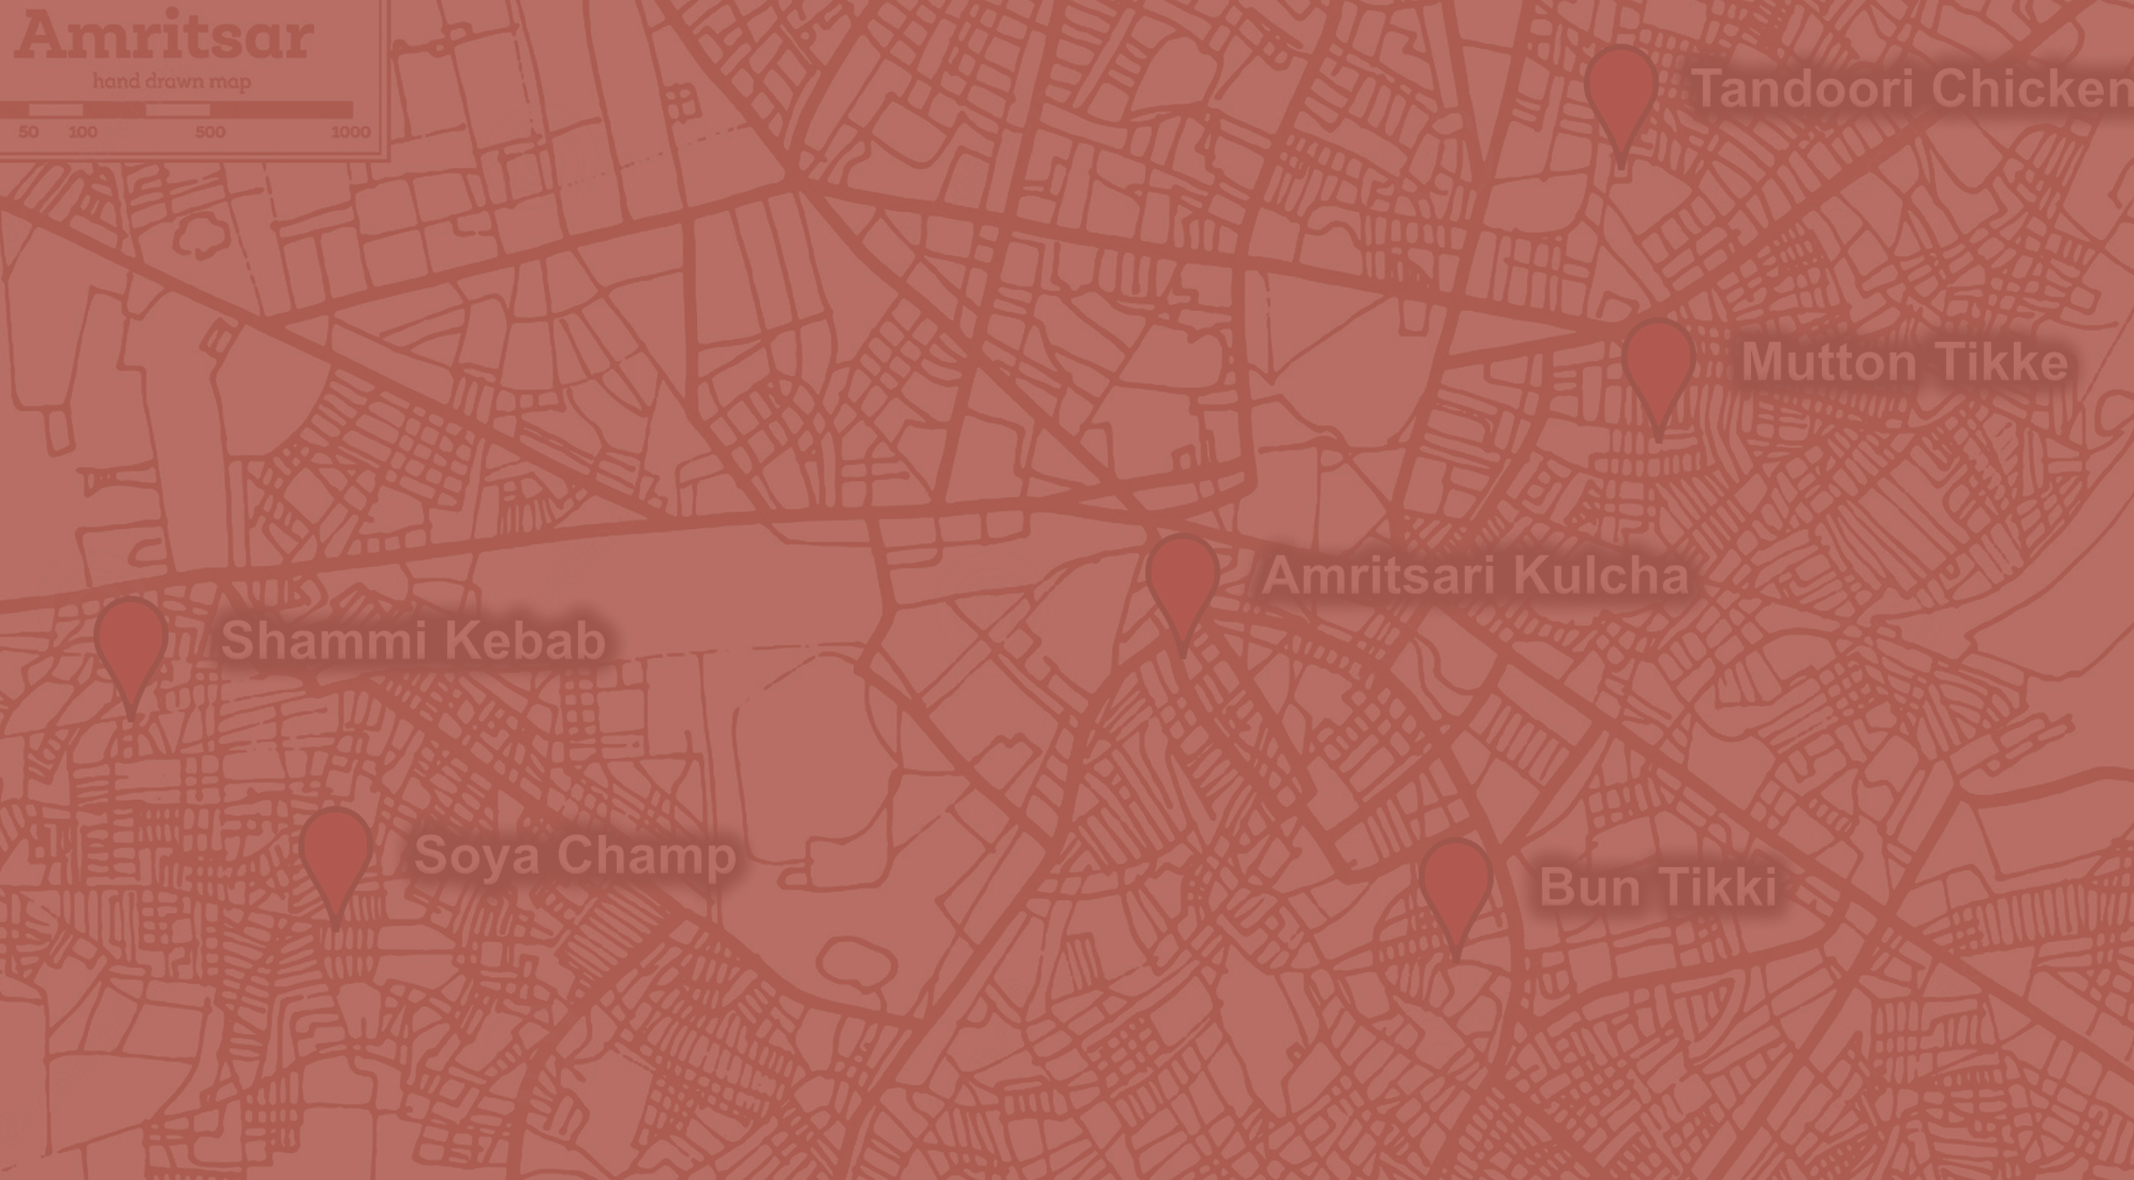 Amritsar
hand drawn map
50 100 500 1000
Tandoori Chicken
Mutton Tikke
Amritsari Kulcha
Shammi Kebab
Soya Champ
Bun Tikki